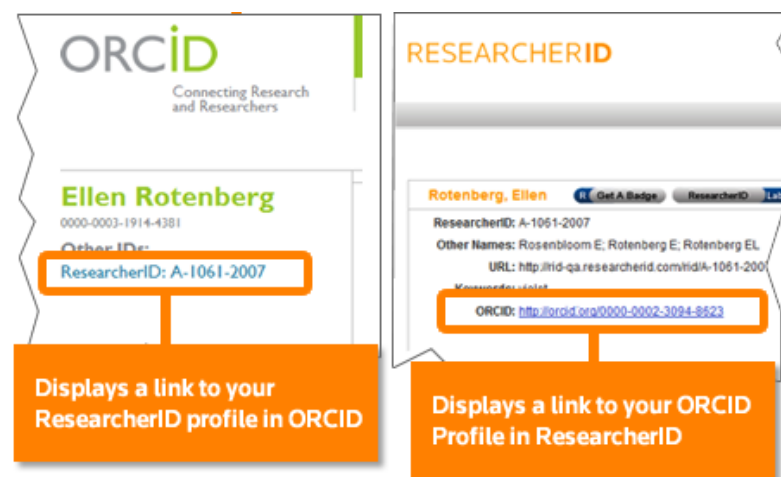 ORCiD
Connecting Research
and Researchers
Ellen Rotenberg
0000-0003-1914-4381
Other IDs:
ResearcherID: A-1061-2007
Displays a link to your
ResearcherID profile in ORCID
RESEARCHERID
Rotenberg, Ellen
Get A Badge
ResearcherID
ResearcherID: A-1061-2007
Other Names: Rosenbloom E; Rotenberg E; Rotenberg EL
URL: http://rid-qa.researcherid.com/rid/A-1061-200
Keywords: violet
ORCID: http://orcid.org/0000-0002-3094-8523
Displays a link to your ORCID
Profile in ResearcherID